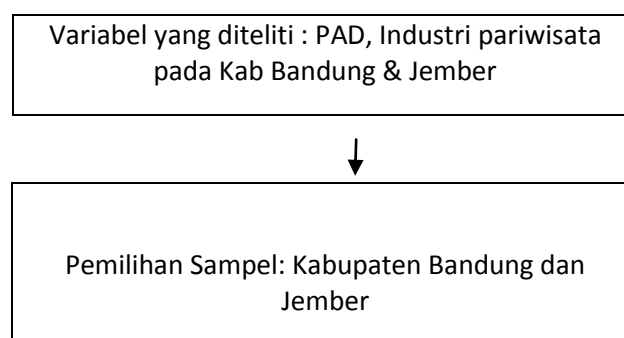 Variabel yang diteliti : PAD, Industri pariwisata
pada Kab Bandung & Jember
Pemilihan Sampel: Kabupaten Bandung dan
Jember